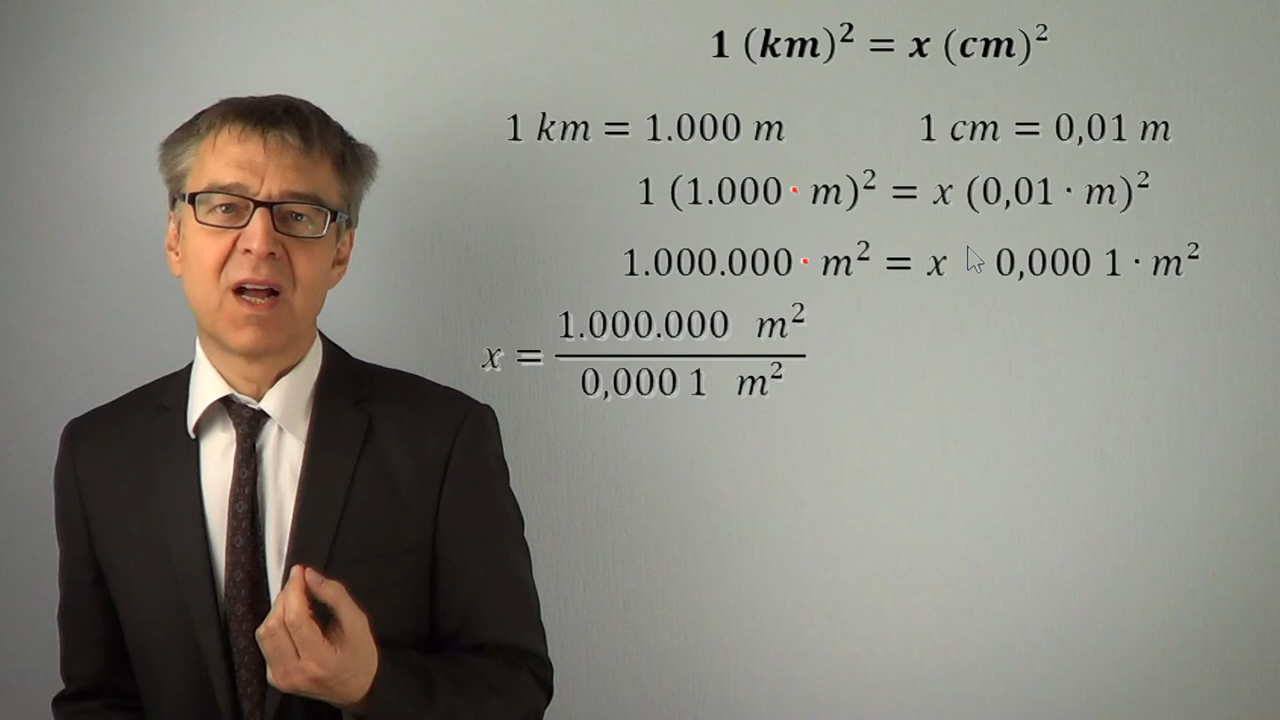 1 (km)² = x (cm)²
1 km = 1.000 m 1 cm = 0,01 m
1 (1.000 · m)² = x (0,01 · m)²
1.000.000 · m² = x 0,000 1 · m²
x = 1.000.000 m²
0,000 1 m²